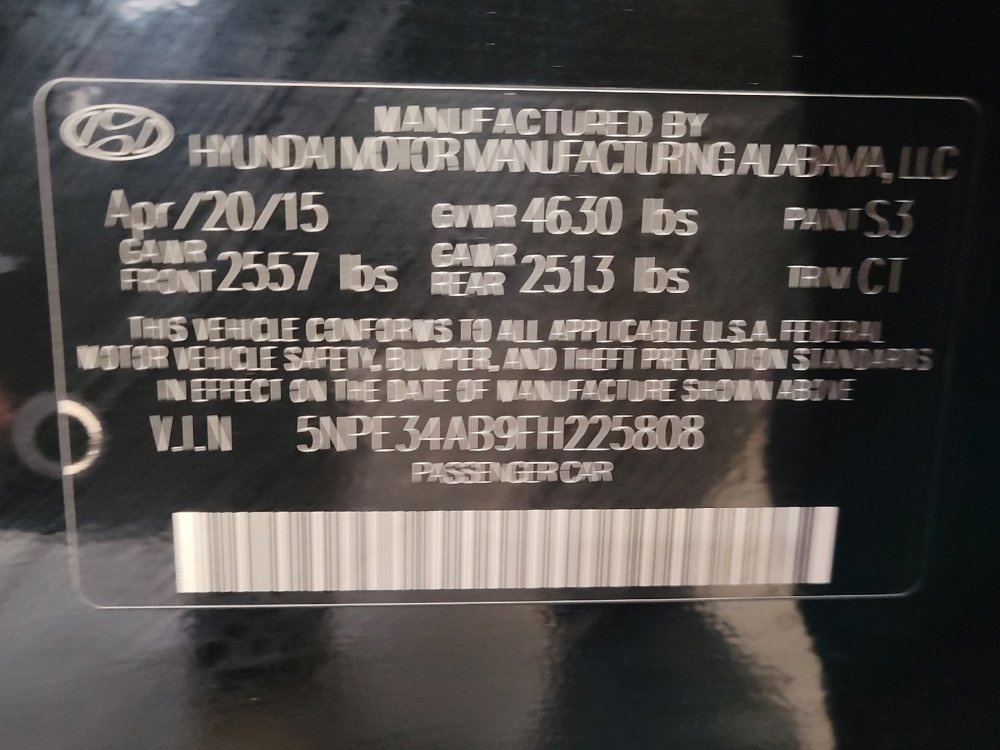 MANUFACTURED BY
HYUNDAI MOTOR MANUFACTURING ALABAMA, LLC
Apr/20/15 GVWR 4630 lbs PAINT S3
GAWR FRONT 2557 lbs GAWR REAR 2513 lbs TRIM CT
THIS VEHICLE CONFORMS TO ALL APPLICABLE U.S.A. FEDERAL
MOTOR VEHICLE SAFETY, BUMPER, AND THEFT PREVENTION STANDARDS
IN EFFECT ON THE DATE OF MANUFACTURE SHOWN ABOVE
V.I.N 5NPE34AB9FH225808
PASSENGER CAR